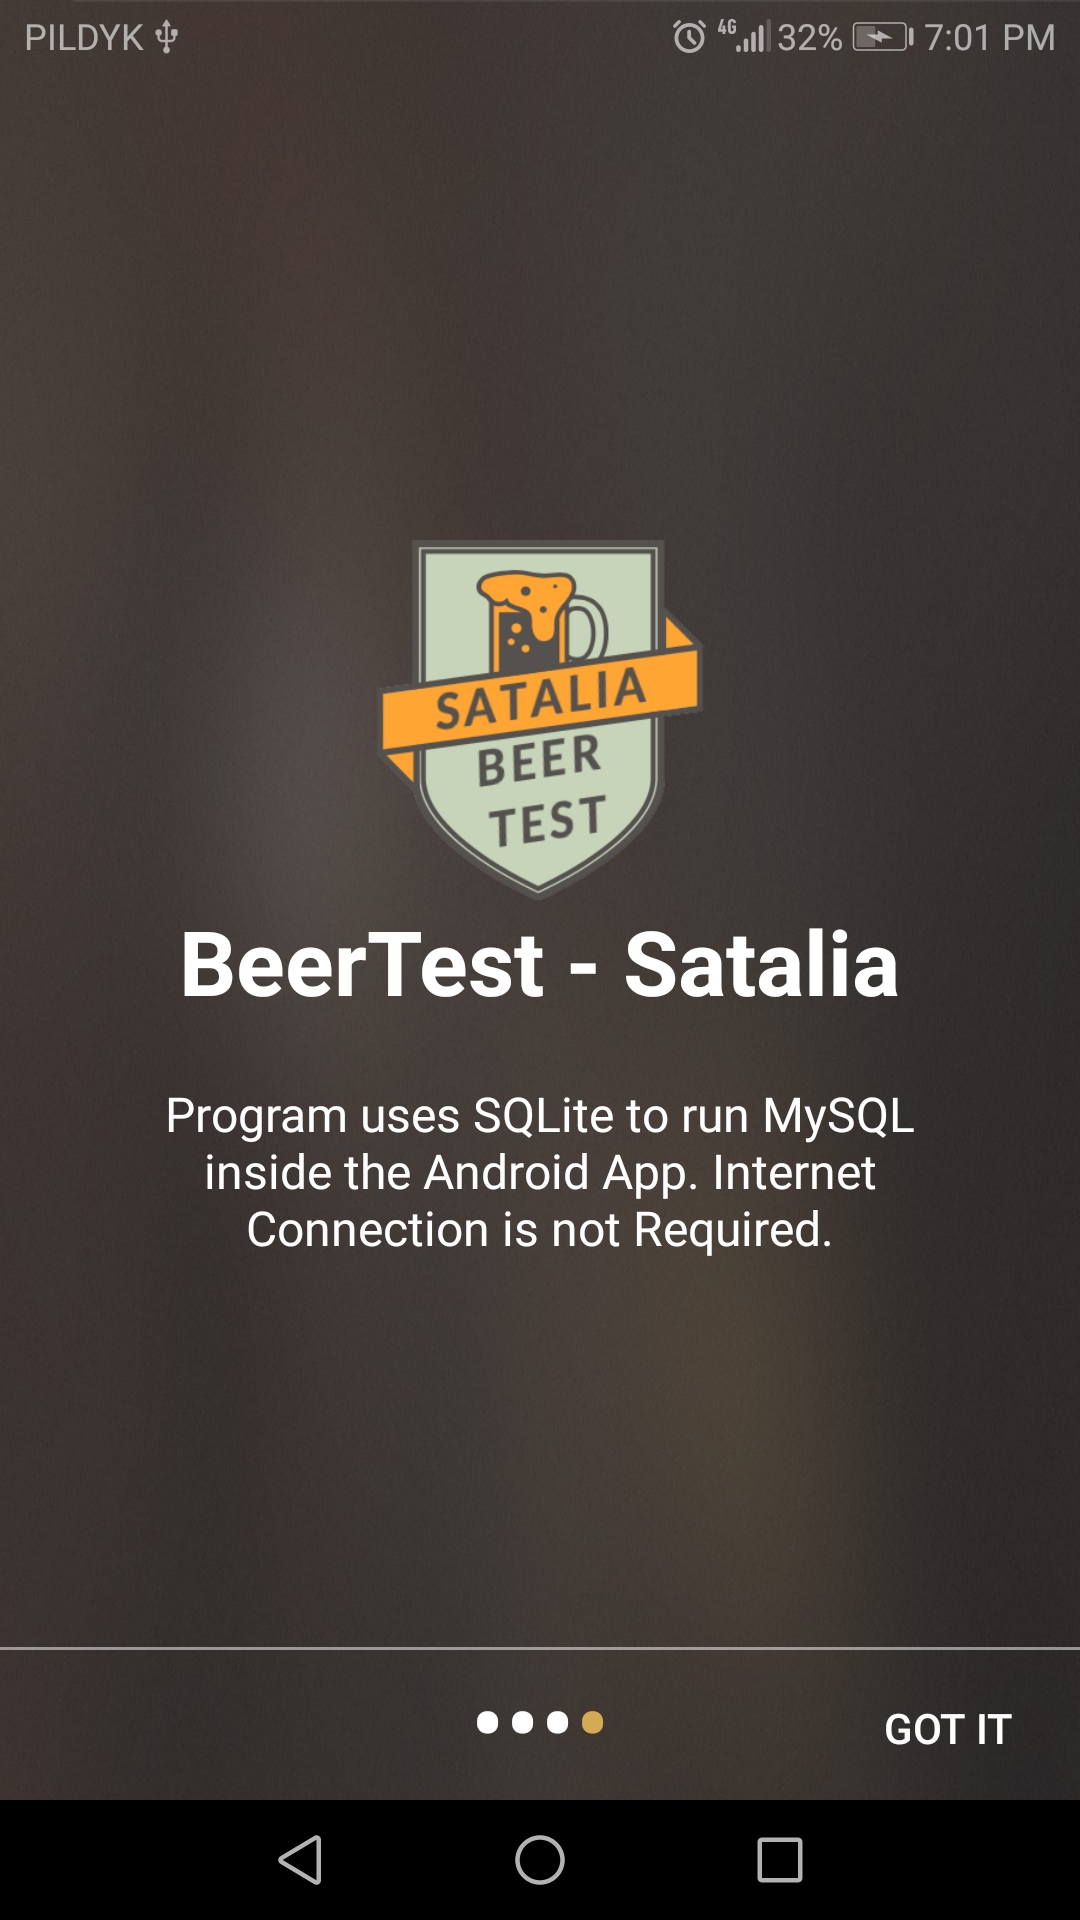 PILDYK 4G 32% 7:01 PM
SATALIA
BEER
TEST
BeerTest - Satalia
Program uses SQLite to run MySQL
inside the Android App. Internet
Connection is not Required.
GOT IT